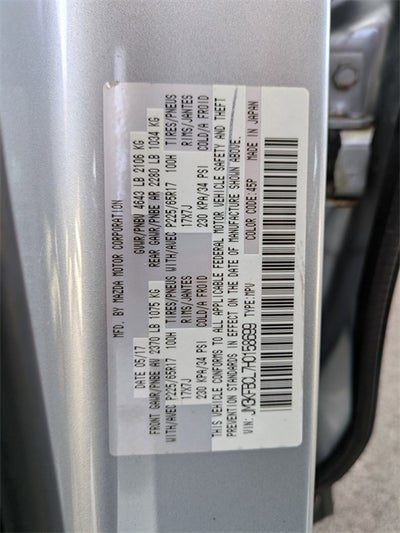 MFD. BY MAZDA MOTOR CORPORATION
DATE 05/17 GVWR/PNBV 4643 LB 2106 KG
FRONT GAWR/PNBE AV 2370 LB 1075 KG REAR GAWR/PNBE AR 2280 LB 1034 KG
WITH/AVEC P225/65R17 100H TIRES/PNEUS WITH/AVEC P225/65R17 100H TIRES/PNEUS
17X7J RIMS/JANTES 17X7J RIMS/JANTES
230 KPA/34 PSI COLD/A FROID 230 KPA/34 PSI COLD/A FROID
THIS VEHICLE CONFORMS TO ALL APPLICABLE FEDERAL MOTOR VEHICLE SAFETY AND THEFT
PREVENTION STANDARDS IN EFFECT ON THE DATE OF MANUFACTURE SHOWN ABOVE.
VIN: JM3KFBCL7H0158699 TYPE:MPV COLOR CODE:45P MADE IN JAPAN